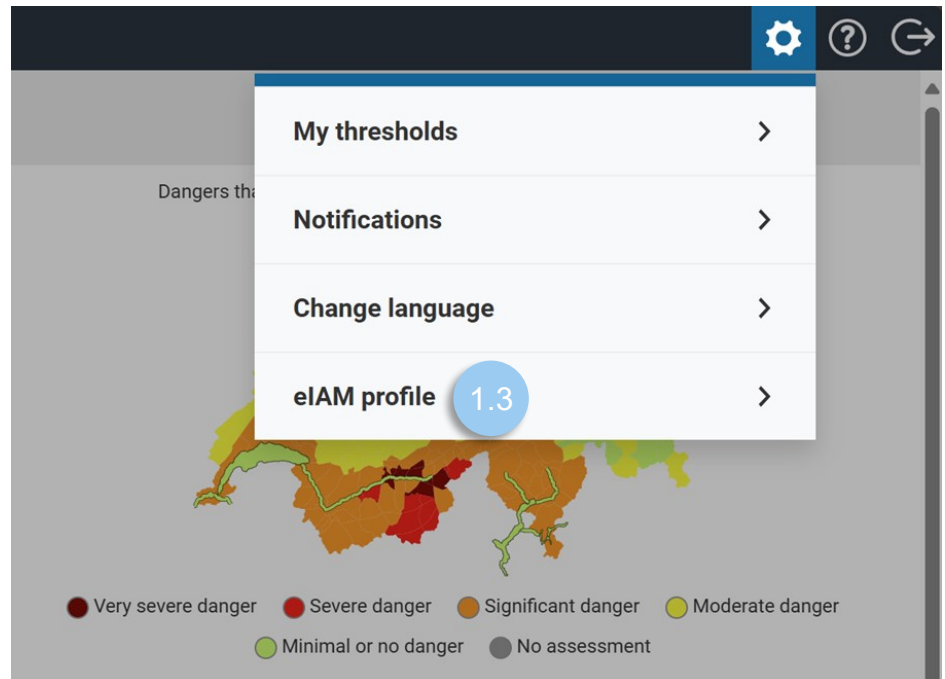 My thresholds
Dangers tha
Notifications
Change language
eIAM profile 1.3
Very severe danger Severe danger Significant danger Moderate danger
Minimal or no danger No assessment